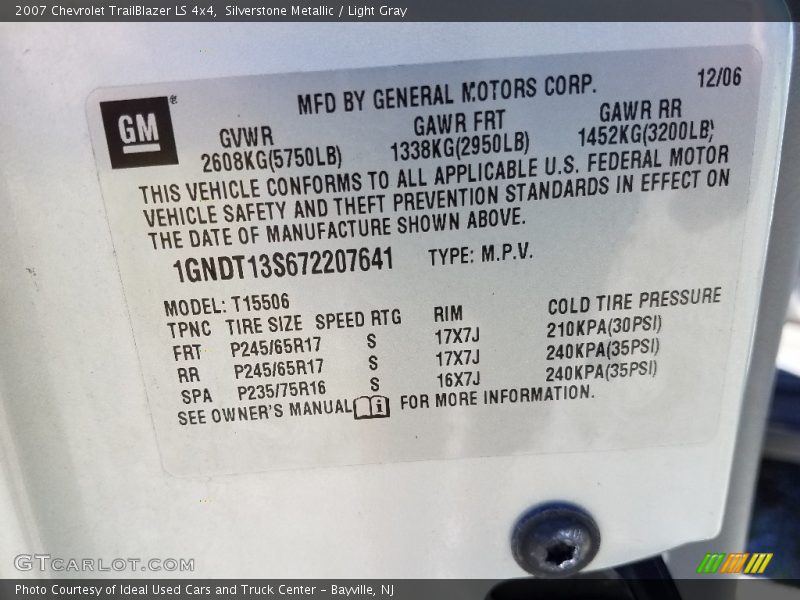 2007 Chevrolet TrailBlazer LS 4x4,  Silverstone Metallic / Light Gray
12/06
MFD BY GENERAL MOTORS CORP.
GM®
GVWR GAWR FRT GAWR RR
2608KG(5750LB) 1338KG(2950LB) 1452KG(3200LB)
THIS VEHICLE CONFORMS TO ALL APPLICABLE U.S. FEDERAL MOTOR
VEHICLE SAFETY AND THEFT PREVENTION STANDARDS IN EFFECT ON
THE DATE OF MANUFACTURE SHOWN ABOVE.
1GNDT13S672207641 TYPE: M.P.V.
MODEL: T15506
TPNC TIRE SIZE SPEED RTG RIM COLD TIRE PRESSURE
FRT P245/65R17 S 17X7J 210KPA(30PSI)
RR P245/65R17 S 17X7J 240KPA(35PSI)
SPA P235/75R16 S 16X7J 240KPA(35PSI)
SEE OWNER'S MANUAL i FOR MORE INFORMATION.
GTCARLOT.COM
Photo Courtesy of Ideal Used Cars and Truck Center - Bayville, NJ